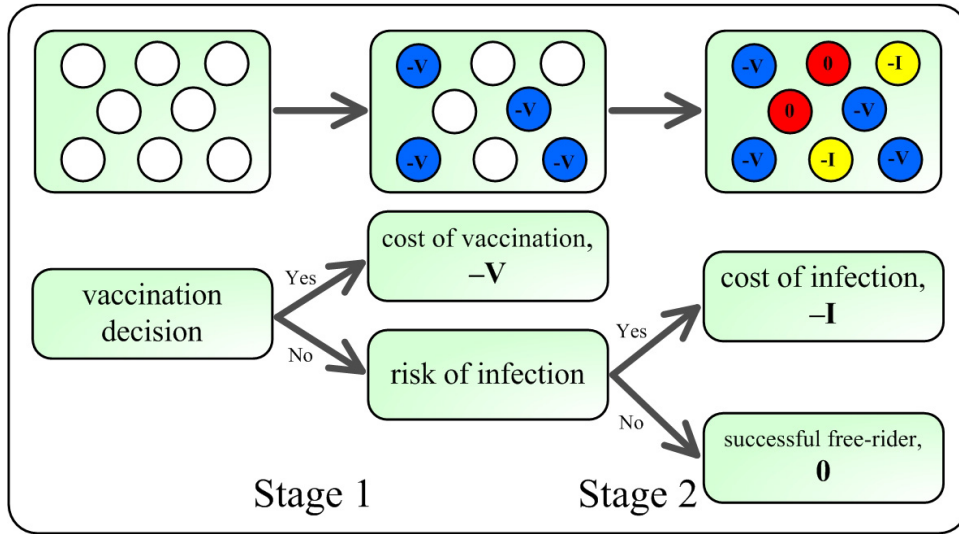 -V
-V
-V
-V
-V
0
-I
0
-V
-V
-I
-V
cost of vaccination,
–V
Yes
vaccination
decision
No
risk of infection
cost of infection,
–I
Yes
No
successful free-rider,
0
Stage 1
Stage 2